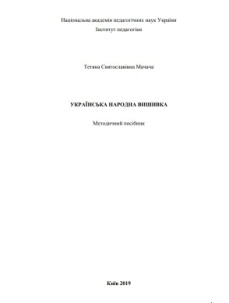 Національна академія педагогічних наук України
Інститут педагогіки
Тетяна Святославівна Мачача
УКРАЇНСЬКА НАРОДНА ВИШИВКА
Методичний посібник
Київ 2019